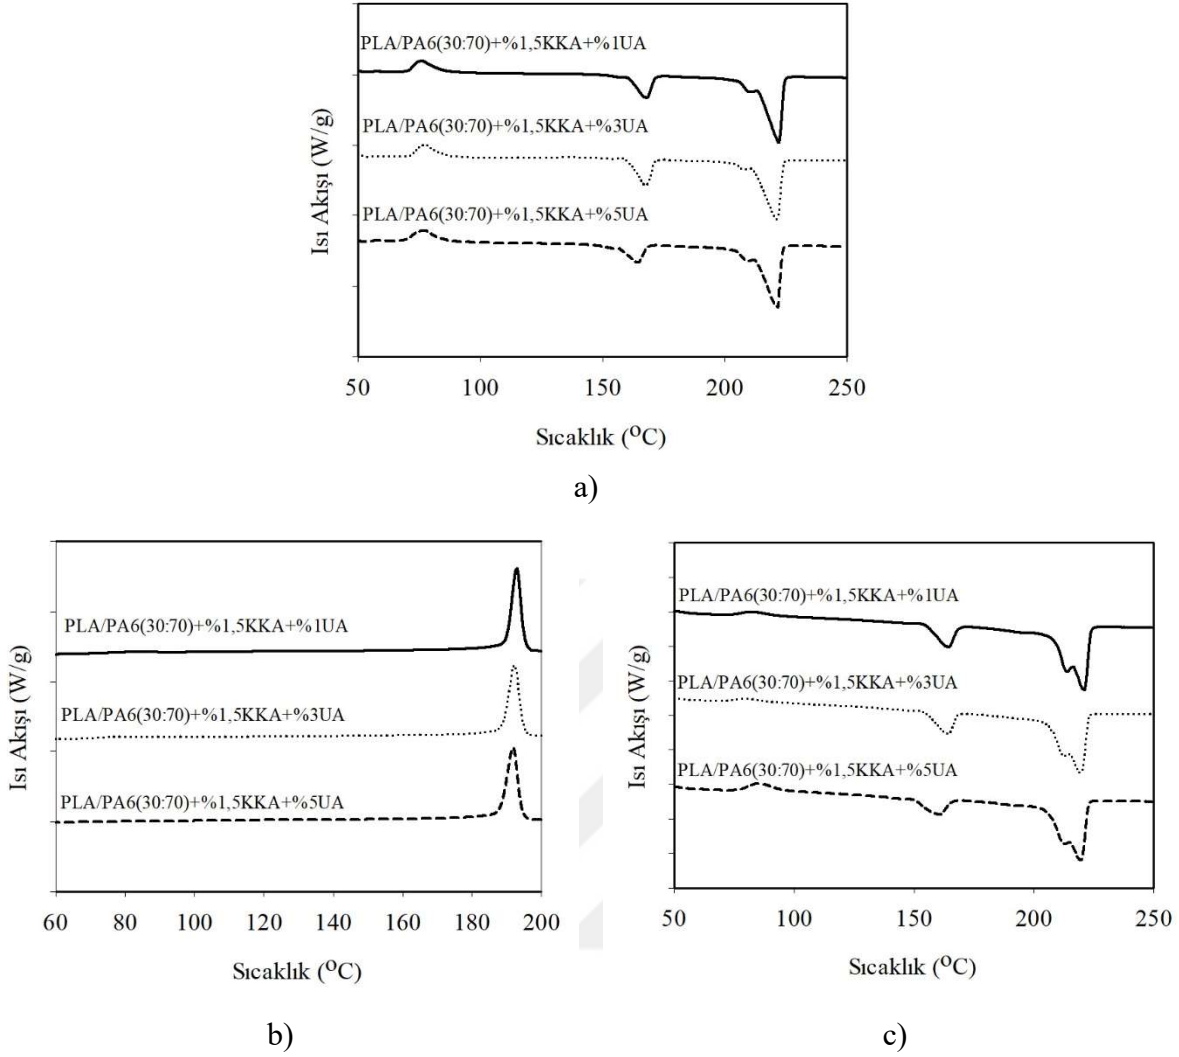 PLA/PA6(30:70)+%1,5KKA+%1UA
PLA/PA6(30:70)+%1,5KKA+%3UA
PLA/PA6(30:70)+%1,5KKA+%5UA
Isı Akışı (W/g)
50 100 150 200 250
Sıcaklık (⁰C)
a)
PLA/PA6(30:70)+%1,5KKA+%1UA
PLA/PA6(30:70)+%1,5KKA+%3UA
PLA/PA6(30:70)+%1,5KKA+%5UA
Isı Akışı (W/g)
60 80 100 120 140 160 180 200
Sıcaklık (⁰C)
b)
PLA/PA6(30:70)+%1,5KKA+%1UA
PLA/PA6(30:70)+%1,5KKA+%3UA
PLA/PA6(30:70)+%1,5KKA+%5UA
Isı Akışı (W/g)
50 100 150 200 250
Sıcaklık (⁰C)
c)